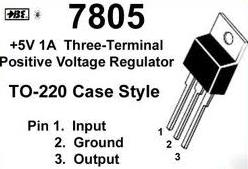 7805
+5V 1A Three-Terminal
Positive Voltage Regulator
TO-220 Case Style
Pin 1. Input
2. Ground
3. Output
1
2
3